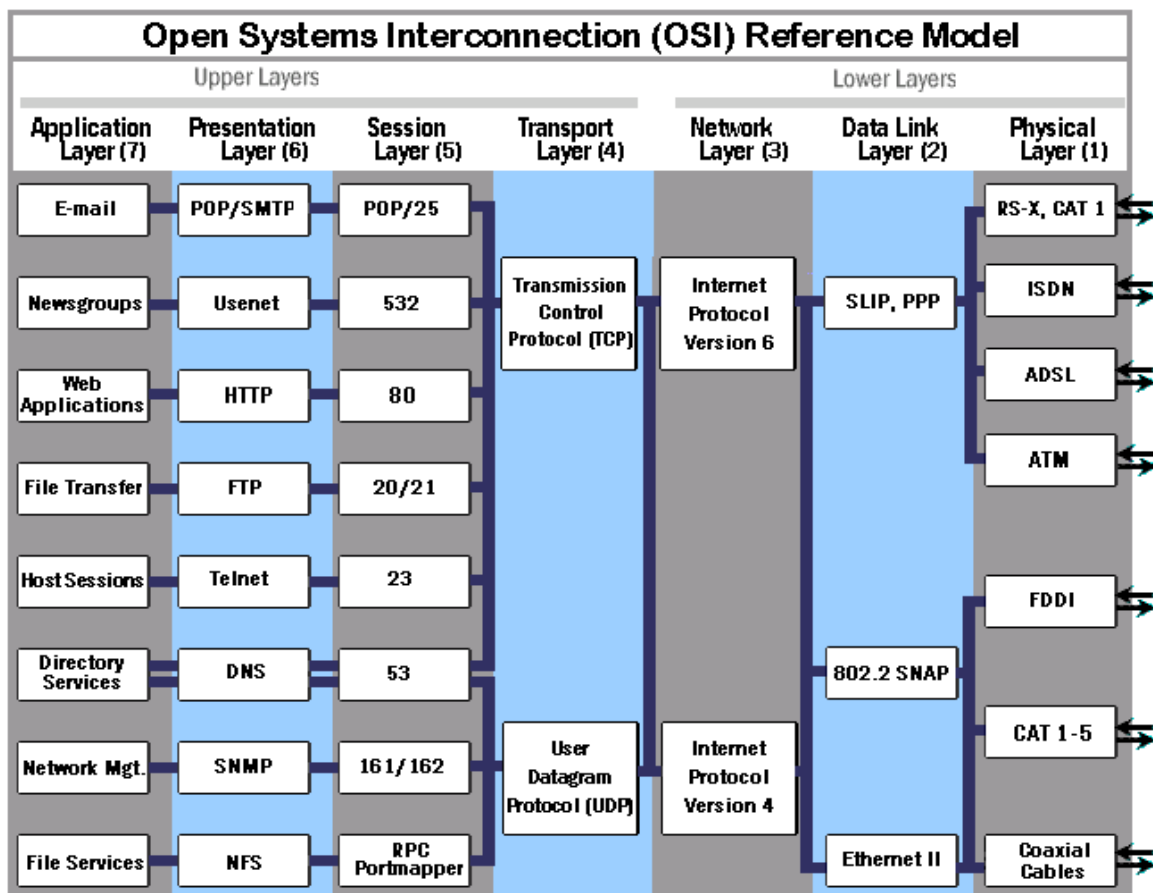 Open Systems Interconnection (OSI) Reference Model
Upper Layers
Lower Layers
Application
Layer (7)
Presentation
Layer (6)
Session
Layer (5)
Transport
Layer (4)
Network
Layer (3)
Data Link
Layer (2)
Physical
Layer (1)
E-mail
POP/SMTP
POP/25
RS-X, CAT 1
Newsgroups
Usenet
532
Transmission
Control
Protocol (TCP)
Internet
Protocol
Version 6
SLIP, PPP
ISDN
Web
Applications
HTTP
80
ADSL
File Transfer
FTP
20/21
ATM
Host Sessions
Telnet
23
FDDI
Directory
Services
DNS
53
802.2 SNAP
Network Mgt.
SNMP
161/162
User
Datagram
Protocol (UDP)
Internet
Protocol
Version 4
CAT 1-5
File Services
NFS
RPC
Portmapper
Ethernet II
Coaxial
Cables